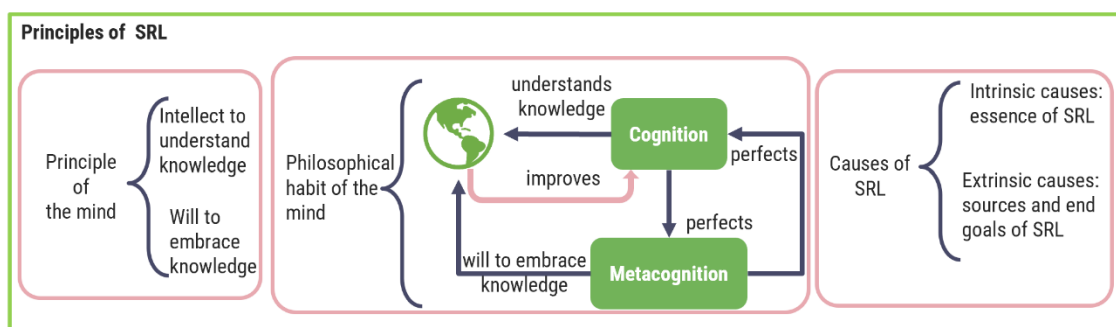 Principles of SRL
Principle
of
the mind
Intellect to
understand
knowledge
Will to
embrace
knowledge
Philosophical
habit of the
mind
understands
knowledge
Cognition
improves
perfects
perfects
will to embrace
knowledge
Metacognition
Causes of
SRL
Intrinsic causes:
essence of SRL
Extrinsic causes:
sources and end
goals of SRL